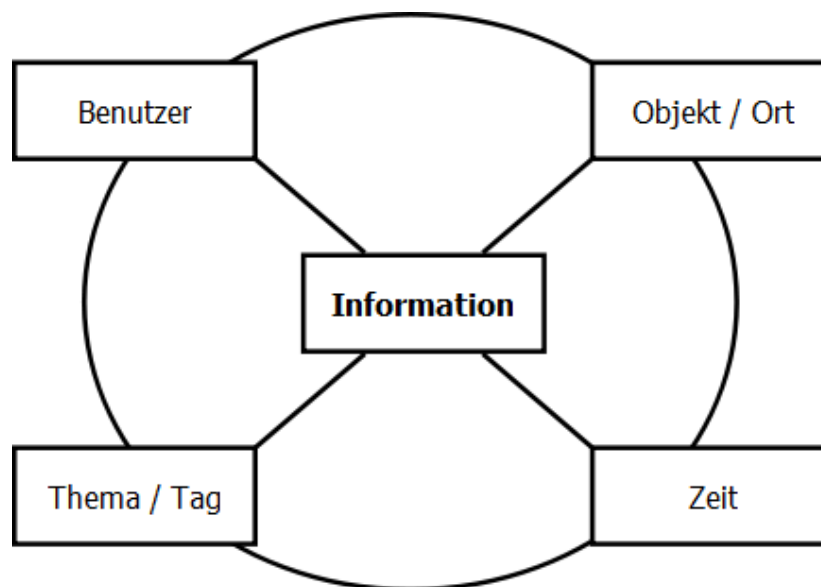 Benutzer
Objekt / Ort
Information
Thema / Tag
Zeit